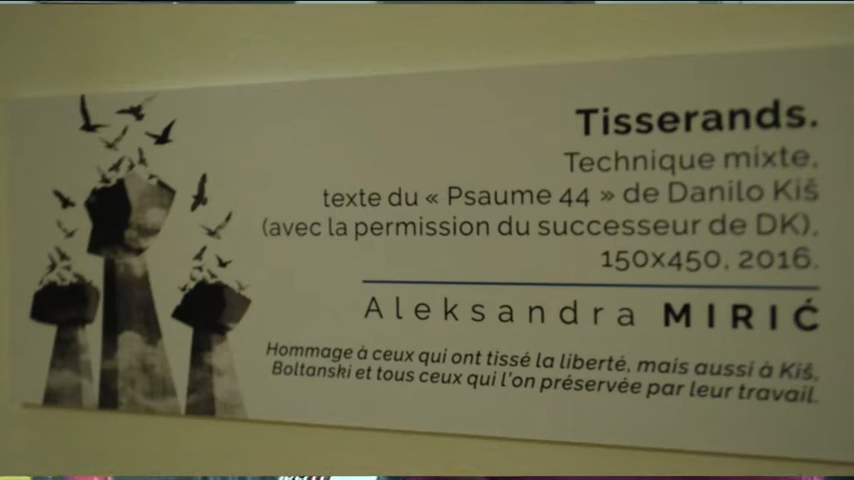 Tisserands.
Technique mixte,
texte du « Psaume 44 » de Danilo Kiš
(avec la permission du successeur de DK),
150x450, 2016.
Aleksandra MIRIĆ
Hommage à ceux qui ont tissé la liberté, mais aussi à Kiš,
Boltanski et tous ceux qui l'on préservée par leur travail.